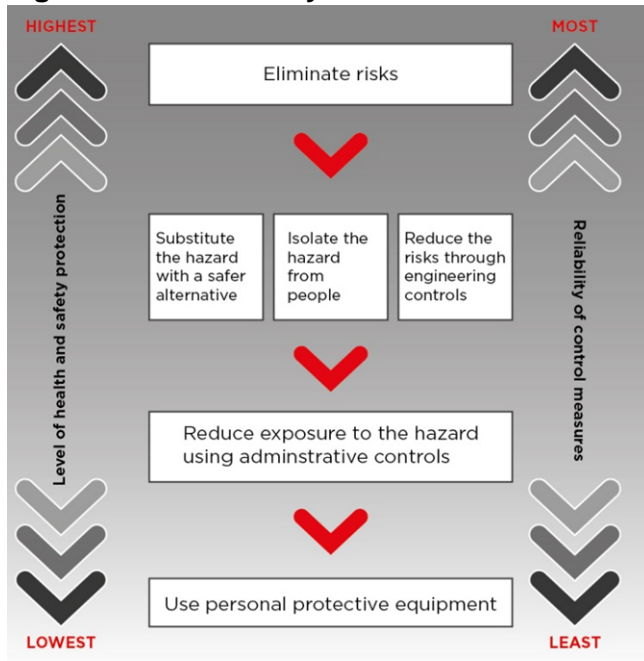 HIGHEST
MOST
Eliminate risks
Substitute
the hazard
with a safer
alternative
Isolate the
hazard
from
people
Reduce the
risks through
engineering
controls
Level of health and safety protection
Reliability of control measures
Reduce exposure to the hazard
using adminstrative controls
Use personal protective equipment
LOWEST
LEAST